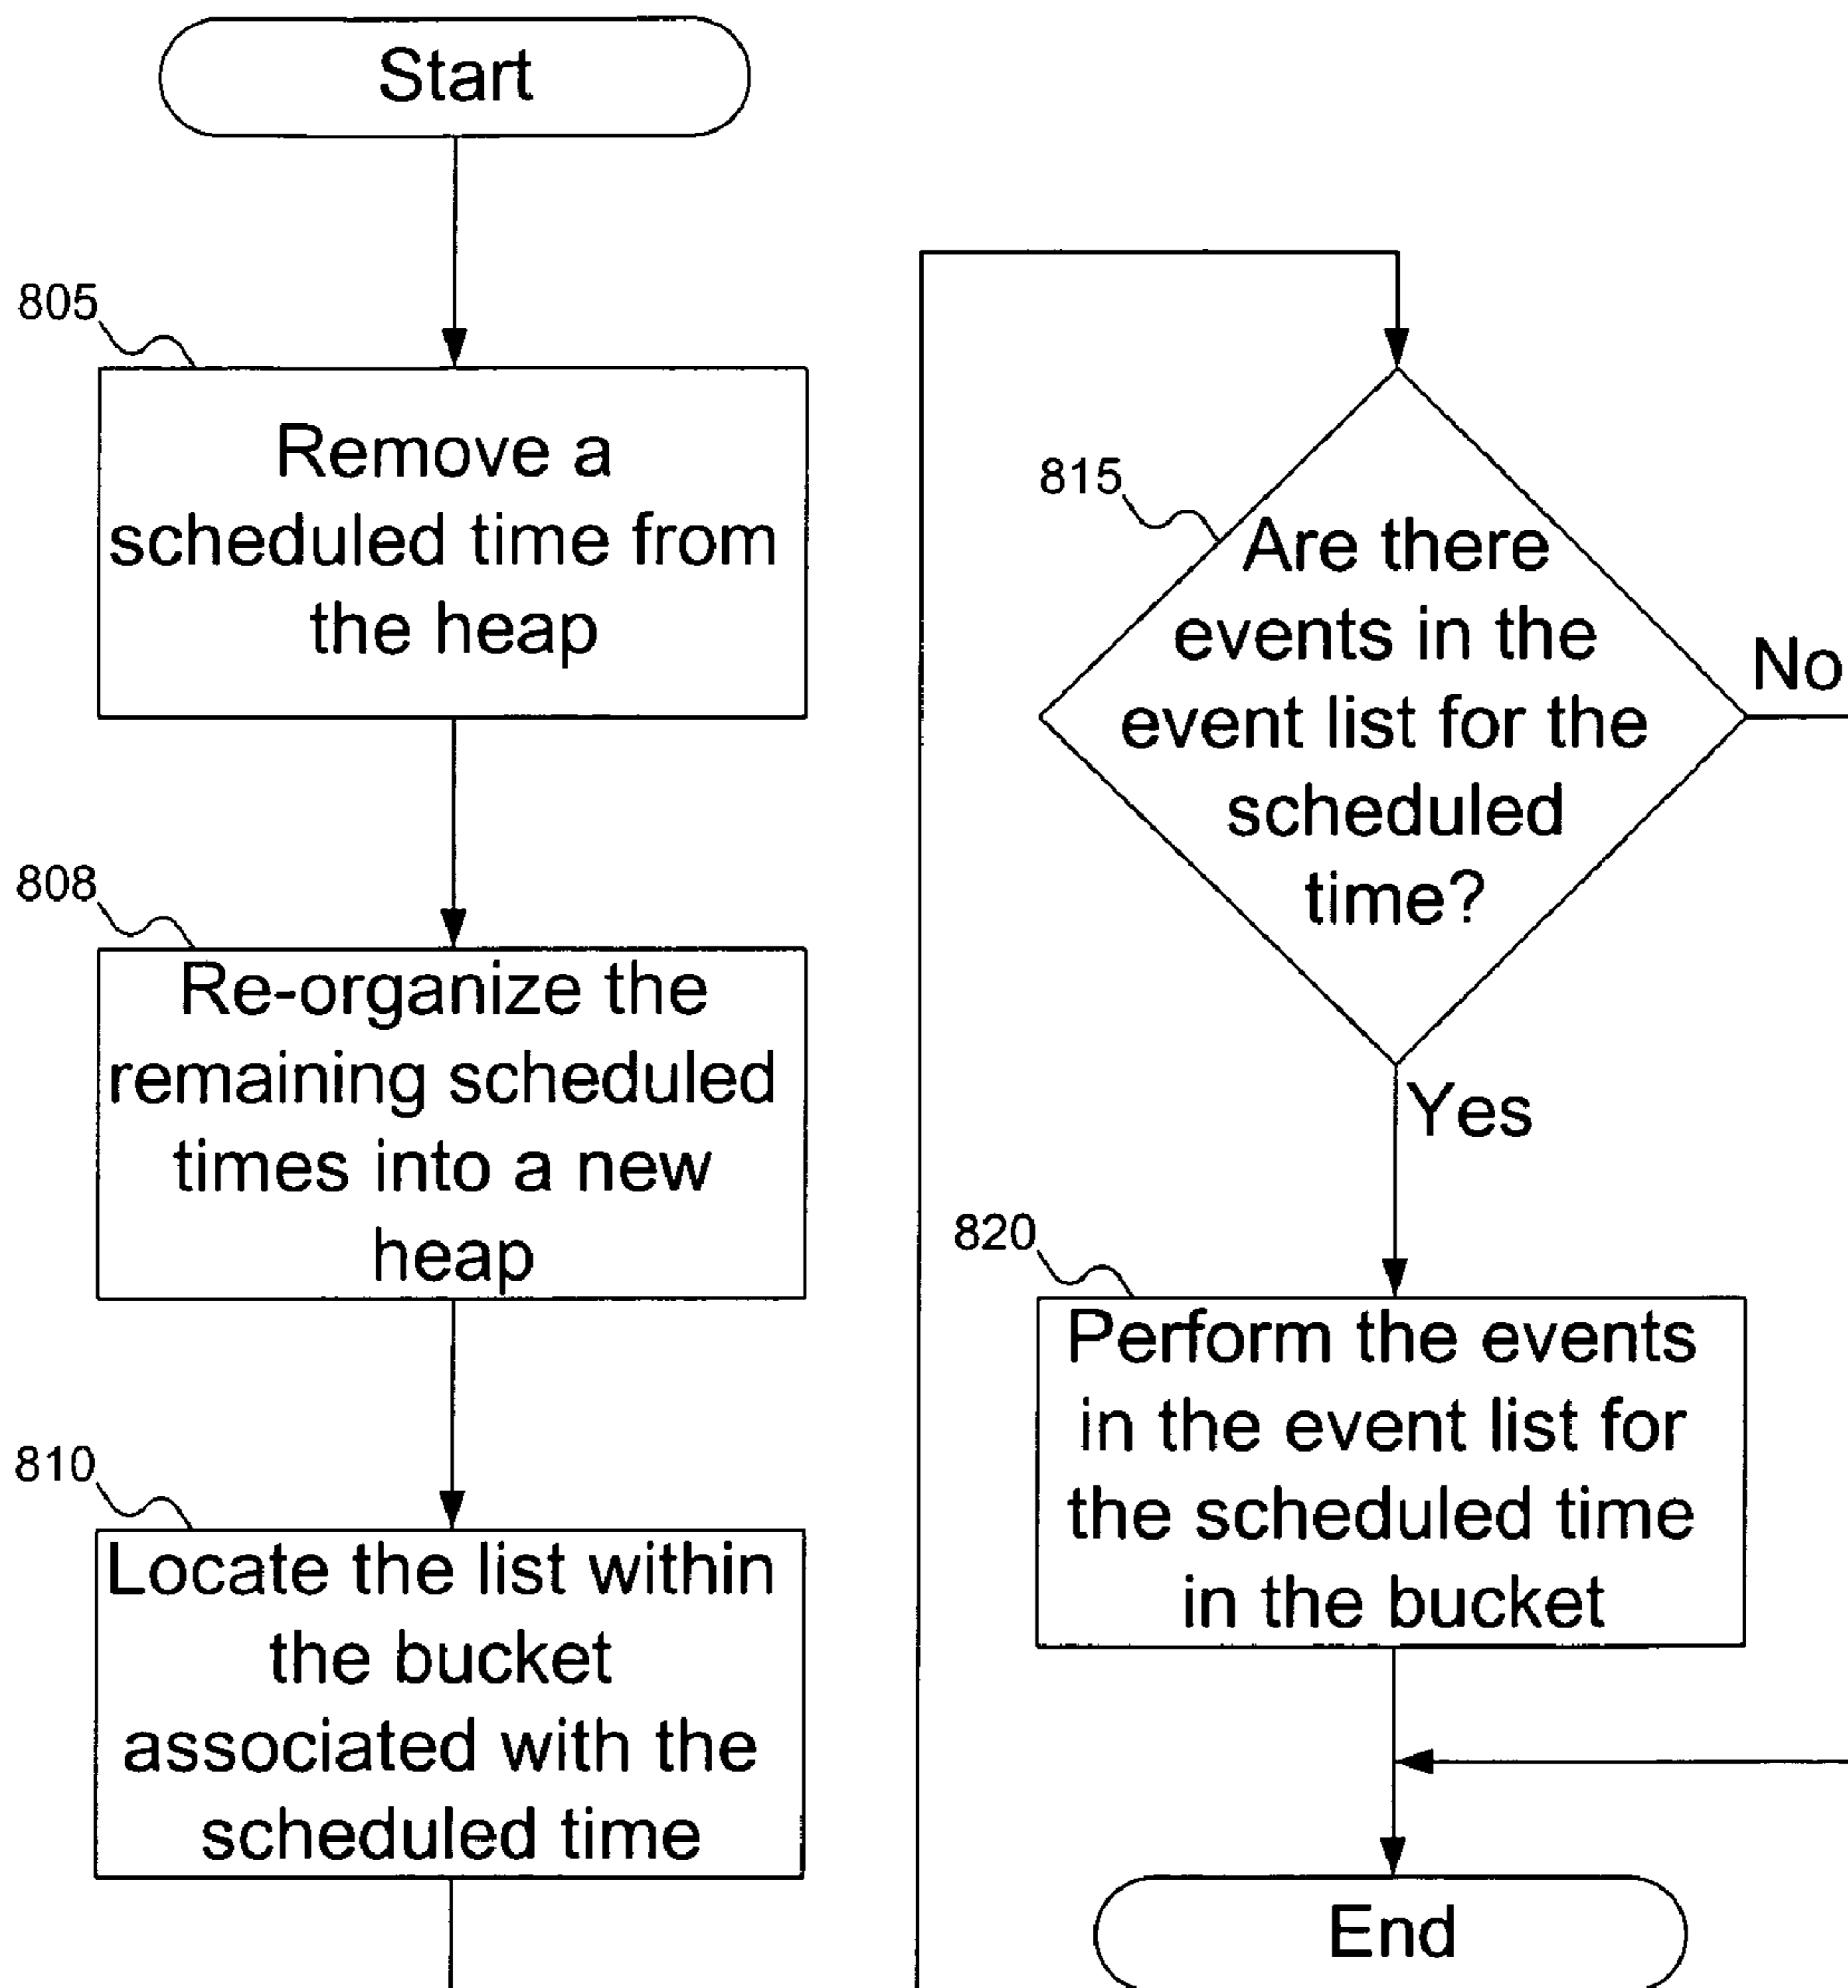 Start
805
Remove a
scheduled time from
the heap
808
Re-organize the
remaining scheduled
times into a new
heap
810
Locate the list within
the bucket
associated with the
scheduled time
815
Are there
events in the
event list for the
scheduled
time?
No
Yes
820
Perform the events
in the event list for
the scheduled time
in the bucket
End